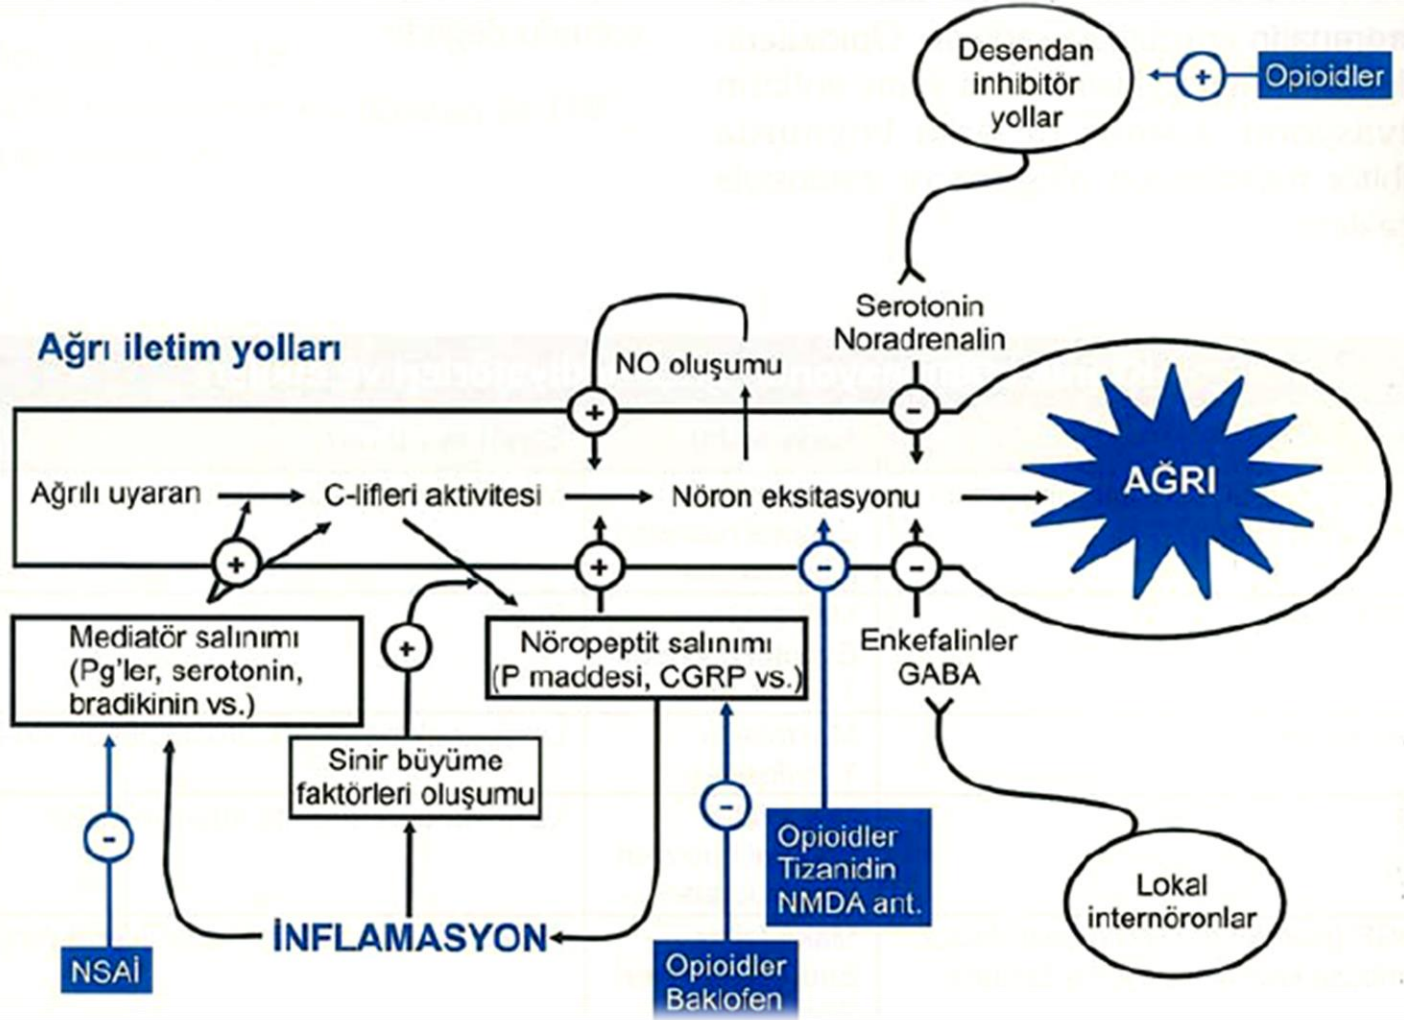 Desendan
inhibitör
yollar
+
Opioidler
Serotonin
Noradrenalin
Ağrı iletim yolları
NO oluşumu
+
-
Ağrılı uyaran
C-lifleri aktivitesi
Nöron eksitasyonu
AĞRI
+
+
-
-
Mediatör salınımı
(Pg'ler, serotonin,
bradikinin vs.)
+
Nöropeptit salınımı
(P maddesi, CGRP vs.)
Enkefalinler
GABA
Sinir büyüme
faktörleri oluşumu
-
-
Opioidler
Tizanidin
NMDA ant.
Lokal
internöronlar
İNFLAMASYON
NSAİ
Opioidler
Baklofen